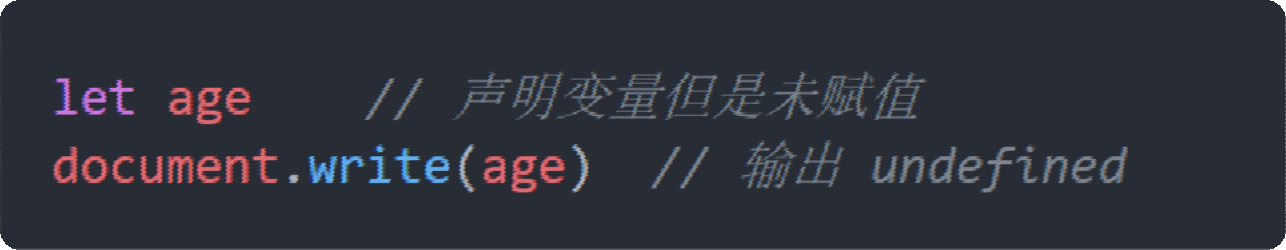 let age    // 声明变量但是未赋值
document.write(age)  // 输出 undefined